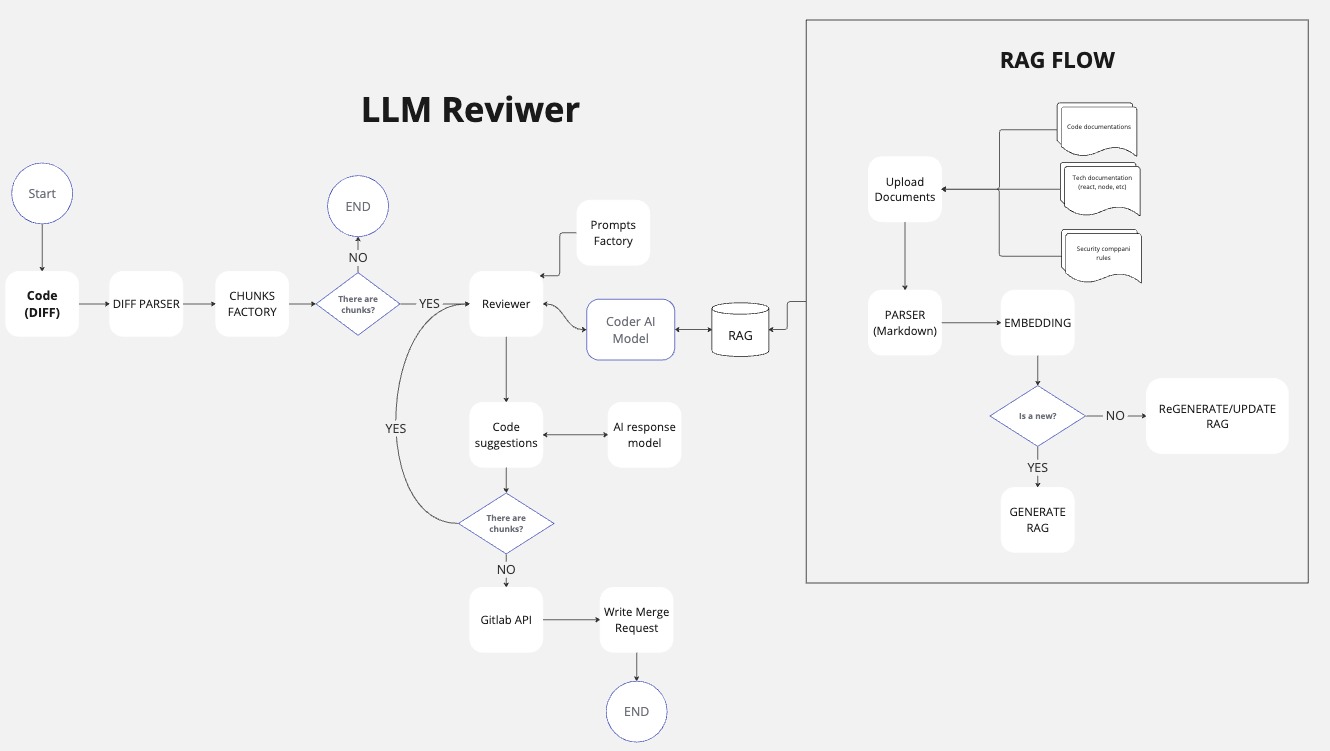 LLM Reviwer
Start
Code
(DIFF)
DIFF PARSER
CHUNKS
FACTORY
There are
chunks?
NO
END
YES
Reviewer
Prompts
Factory
Coder AI
Model
RAG
Code
suggestions
AI response
model
There are
chunks?
YES
NO
Gitlab API
Write Merge
Request
END
RAG FLOW
Code documentations
Tech documentation
(react, node, etc)
Security comppani
rules
Upload
Documents
PARSER
(Markdown)
EMBEDDING
Is a new?
NO
ReGENERATE/UPDATE
RAG
YES
GENERATE
RAG